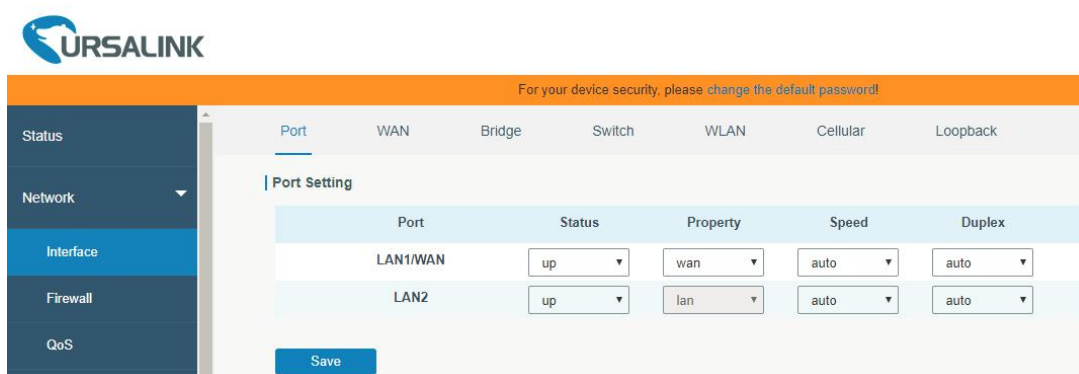 URSALINK
For your device security, please change the default password!
Status
Network
Interface
Firewall
QoS
Port WAN Bridge Switch WLAN Cellular Loopback
Port Setting
Port Status Property Speed Duplex
LAN1/WAN up wan auto auto
LAN2 up lan auto auto
Save